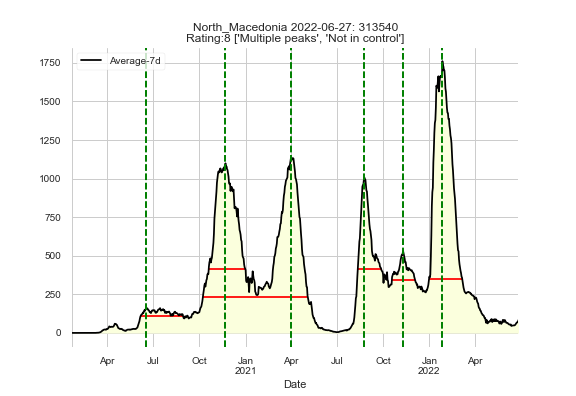 North_Macedonia 2022-06-27: 313540
Rating:8 ['Multiple peaks', 'Not in control']
Average-7d
1750
1500
1250
1000
750
500
250
0
Apr Jul Oct Jan Apr Jul Oct Jan Apr
2021 2022
Date